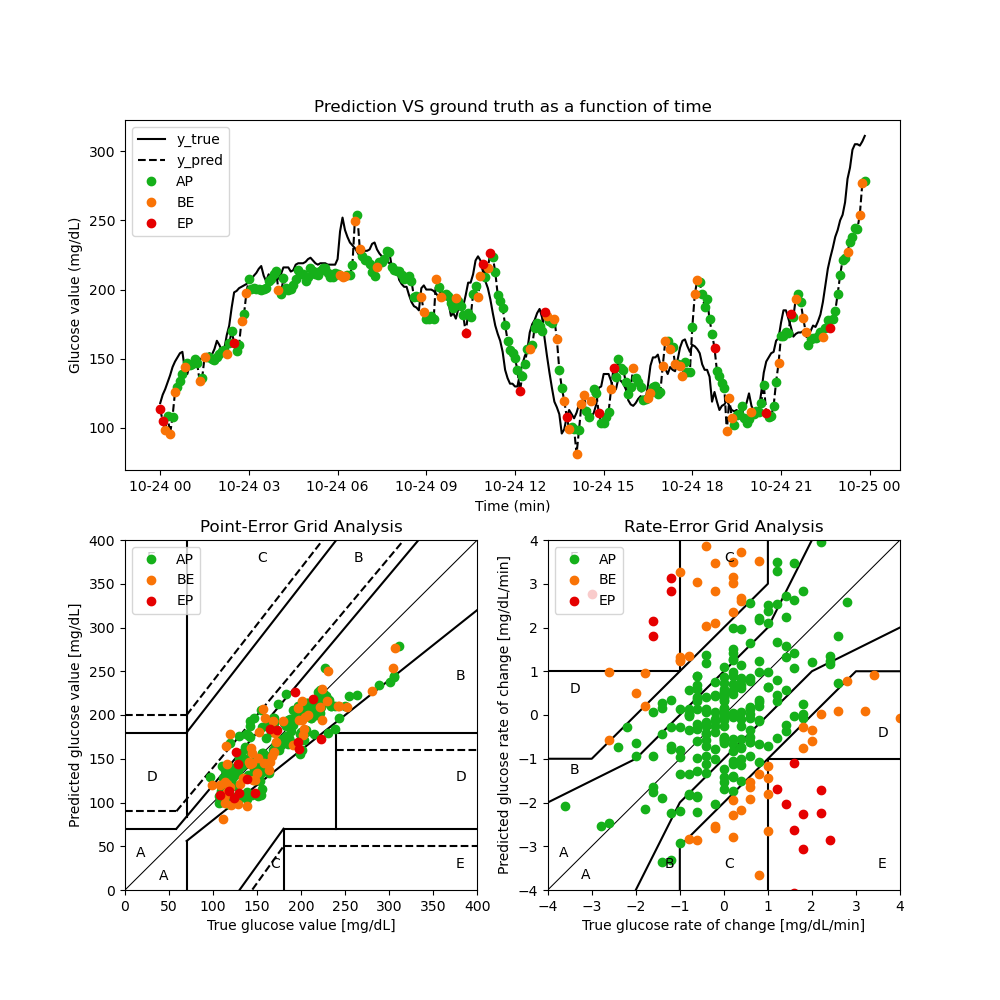 Prediction VS ground truth as a function of time
Glucose value (mg/dL)
300
250
200
150
100
y_true
y_pred
AP
BE
EP
10-24 00
10-24 03
10-24 06
10-24 09
10-24 12
10-24 15
10-24 18
10-24 21
10-25 00
Time (min)
Point-Error Grid Analysis
Predicted glucose value [mg/dL]
400
350
300
250
200
150
100
50
0
AP
BE
EP
C
B
B
D
D
A
A
C
E
0
50
100
150
200
250
300
350
400
True glucose value [mg/dL]
Rate-Error Grid Analysis
Predicted glucose rate of change [mg/dL/min]
4
3
2
1
0
−1
−2
−3
−4
AP
BE
EP
C
D
D
B
A
A
B
C
E
−4
−3
−2
−1
0
1
2
3
4
True glucose rate of change [mg/dL/min]